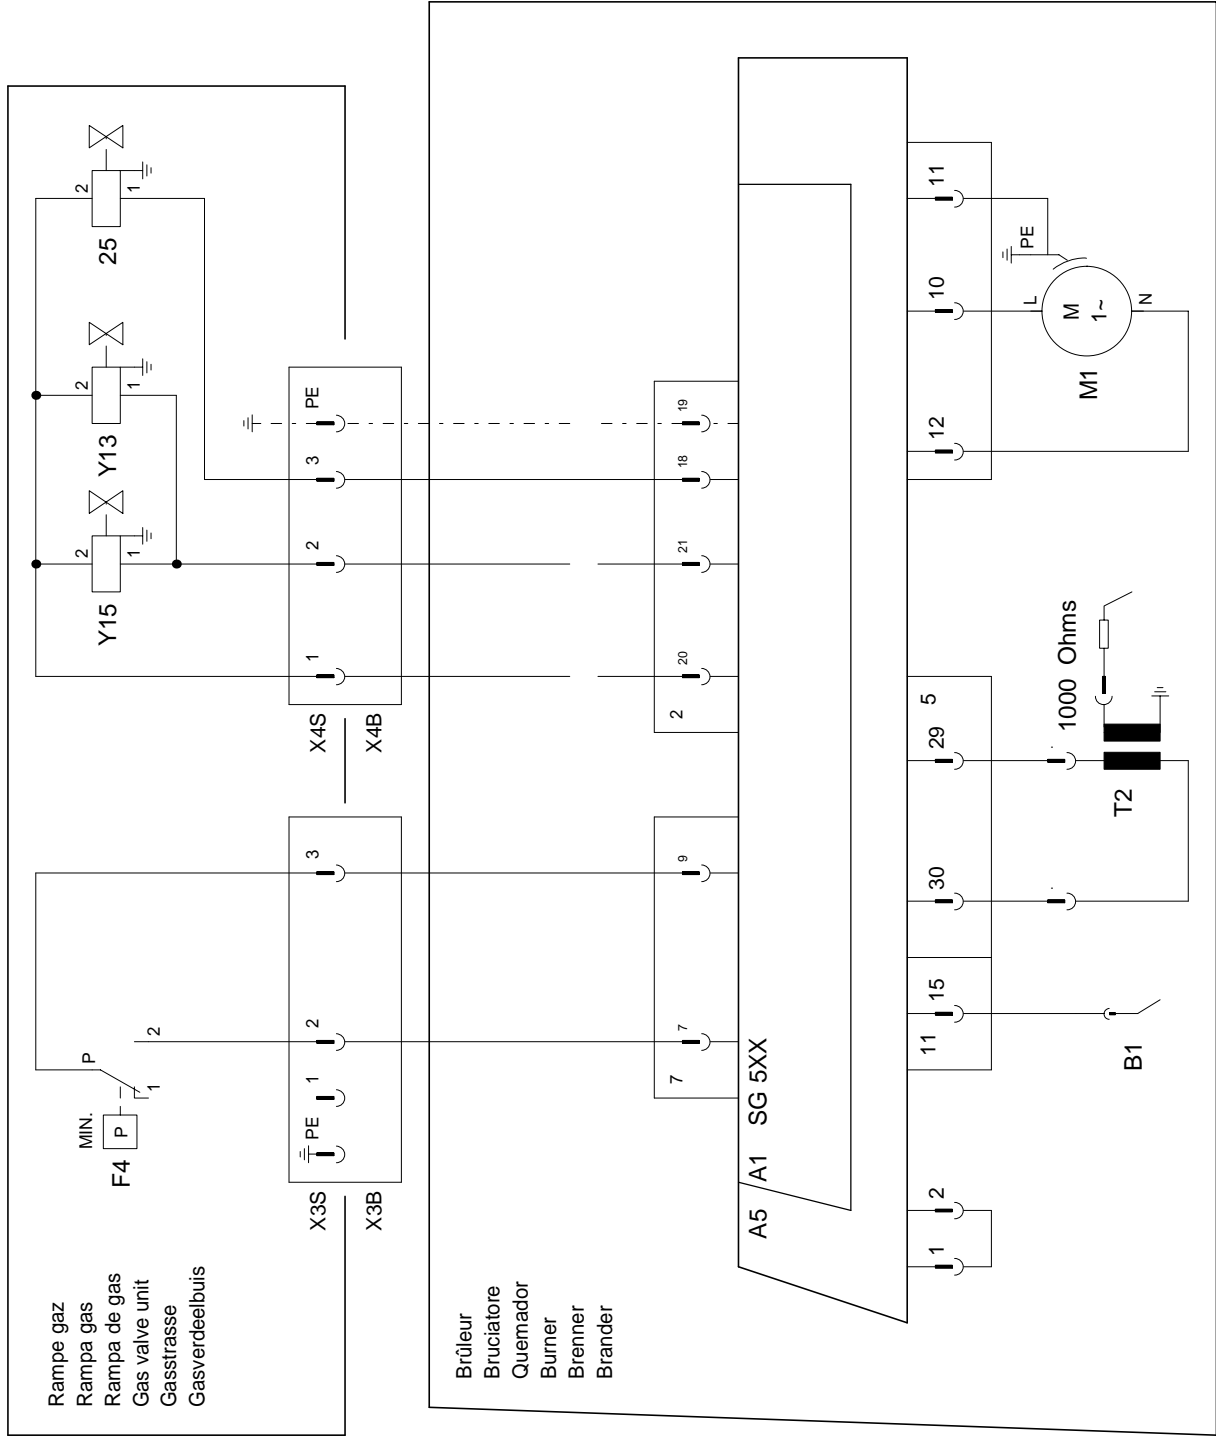 Rampe gaz
Rampa gas
Rampa de gas
Gas valve unit
Gasstrasse
Gasverdeelbuis
F4
MIN.
P
P
1
2
Y15
2
1
Y13
2
1
25
2
1
X3S
X3B
PE
1
2
3
X4S
X4B
1
2
3
PE
Brûleur
Bruciatore
Quemador
Burner
Brenner
Brander
7
7
9
2
20
21
18
19
A5
A1
SG 5XX
1
2
11
15
30
29
5
12
10
11
B1
T2
1000 Ohms
M1
M
1~
L
N
PE